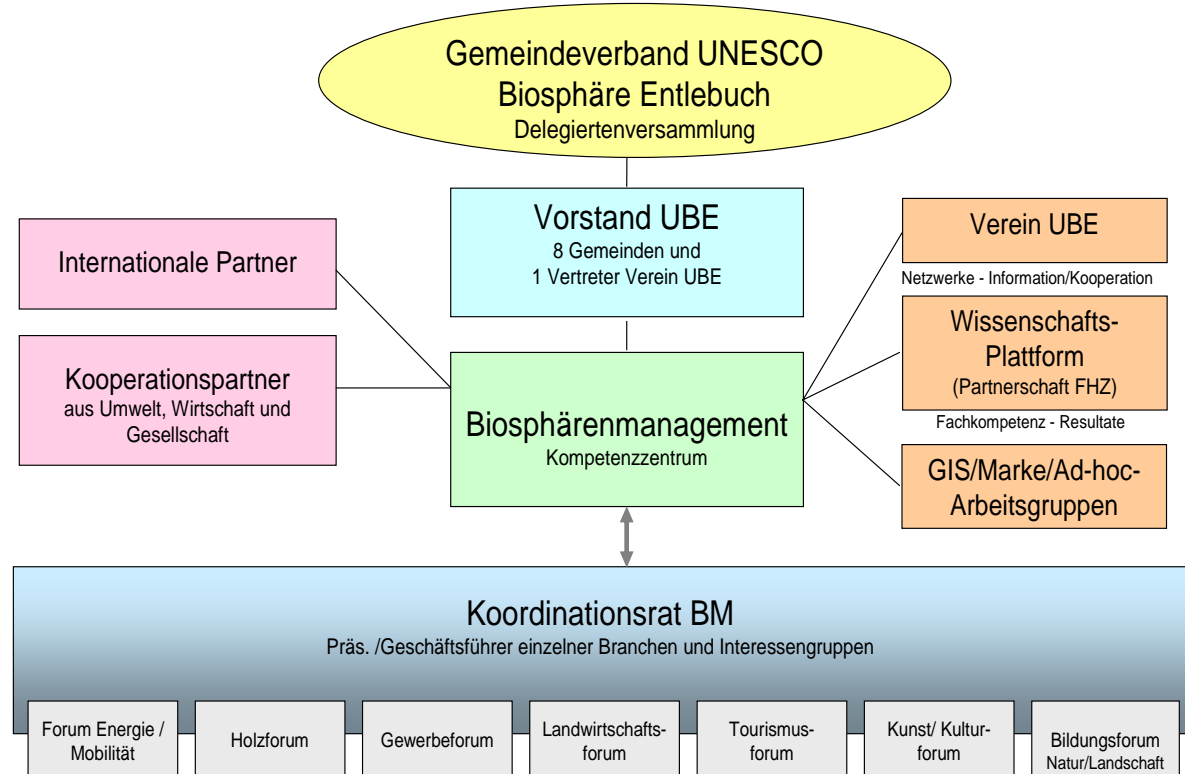 Gemeindeverband UNESCO
Biosphäre Entlebuch
Delegiertenversammlung
Vorstand UBE
8 Gemeinden und
1 Vertreter Verein UBE
Internationale Partner
Kooperationspartner
aus Umwelt, Wirtschaft und
Gesellschaft
Biosphärenmanagement
Kompetenzzentrum
Verein UBE
Netzwerke - Information/Kooperation
Wissenschafts-
Plattform
(Partnerschaft FHZ)
Fachkompetenz - Resultate
GIS/Marke/Ad-hoc-
Arbeitsgruppen
Koordinationsrat BM
Präs. /Geschäftsführer einzelner Branchen und Interessengruppen
Forum Energie /
Mobilität
Holzforum
Gewerbeforum
Landwirtschafts-
forum
Tourismus-
forum
Kunst/ Kultur-
forum
Bildungsforum
Natur/Landschaft